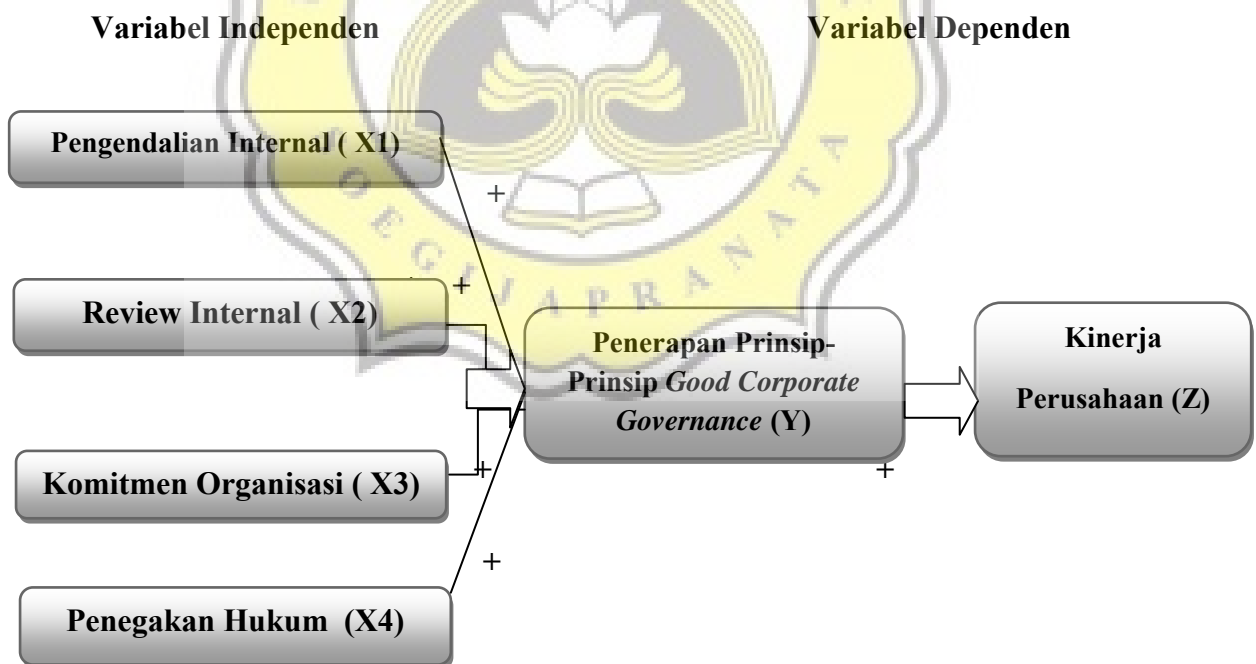 Variabel Independen
Variabel Dependen
Pengendalian Internal ( X1)
+
Review Internal ( X2)
+
Penerapan Prinsip-
Prinsip Good Corporate
Governance (Y)
Kinerja
Perusahaan (Z)
Komitmen Organisasi ( X3)
+
+
Penegakan Hukum (X4)
+
OEGIJAPRANATA